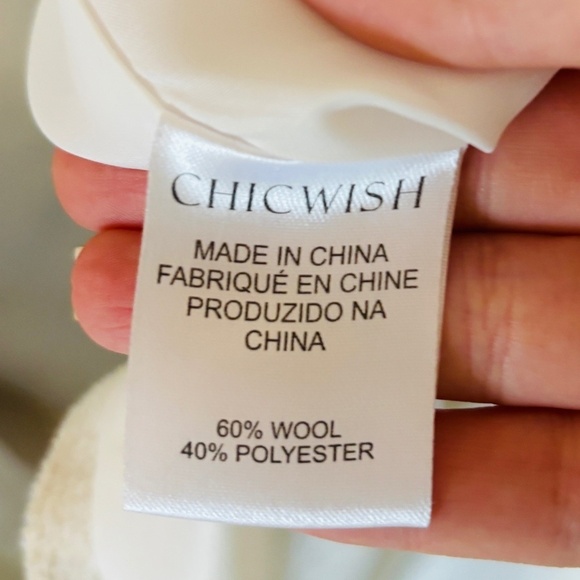 CHICWISH
MADE IN CHINA
FABRIQUÉ EN CHINE
PRODUZIDO NA
CHINA
60% WOOL
40% POLYESTER